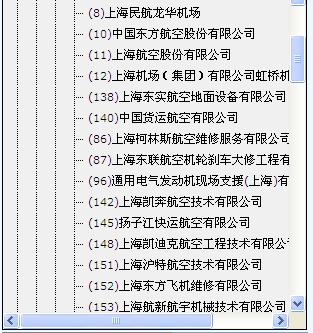 (8)上海民航龙华机场
(10)中国东方航空股份有限公司
(11)上海航空股份有限公司
(12)上海机场（集团）有限公司虹桥机
(138)上海东实航空地面设备有限公司
(140)中国货运航空有限公司
(86)上海柯林斯航空维修服务有限公司
(87)上海东联航空机轮刹车大修工程有
(96)通用电气发动机现场支援(上海)有
(142)上海凯奔航空技术有限公司
(145)扬子江快运航空有限公司
(148)上海凯迪克航空工程技术有限公
(151)上海沪特航空技术有限公司
(152)上海东方飞机维修有限公司
(153)上海航新航宇机械技术有限公